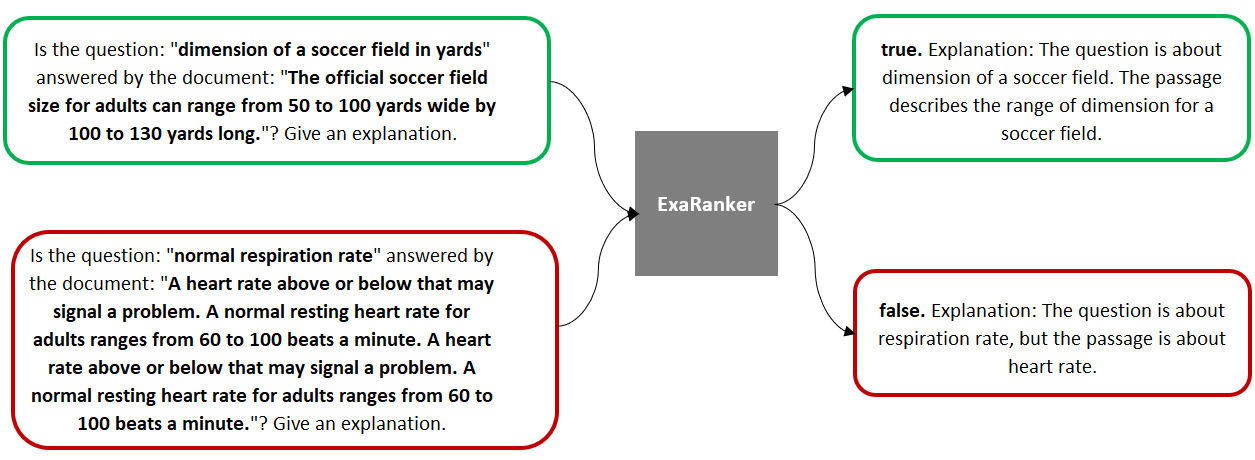 Is the question: "dimension of a soccer field in yards"
answered by the document: "The official soccer field
size for adults can range from 50 to 100 yards wide by
100 to 130 yards long."? Give an explanation.
Is the question: "normal respiration rate" answered by
the document: "A heart rate above or below that may
signal a problem. A normal resting heart rate for
adults ranges from 60 to 100 beats a minute. A heart
rate above or below that may signal a problem. A
normal resting heart rate for adults ranges from 60 to
100 beats a minute."? Give an explanation.
ExaRanker
true. Explanation: The question is about
dimension of a soccer field. The passage
describes the range of dimension for a
soccer field.
false. Explanation: The question is about
respiration rate, but the passage is about
heart rate.